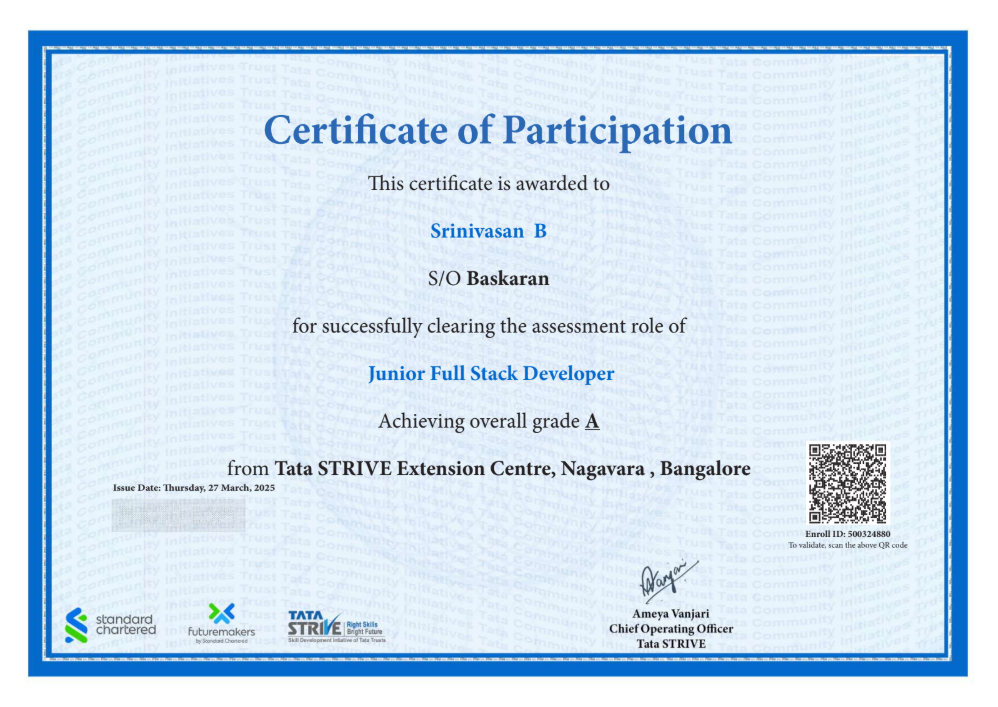 Certificate of Participation
This certificate is awarded to
Srinivasan B
S/O Baskaran
for successfully clearing the assessment role of
Junior Full Stack Developer
Achieving overall grade A
from Tata STRIVE Extension Centre, Nagavara , Bangalore
Issue Date: Thursday, 27 March, 2025
Enroll ID: 500324880
To validate, scan the above QR code
Ameya Vanjari
Chief Operating Officer
Tata STRIVE
standard
chartered
futuremakers
by Standard Chartered
TATA
STRIVE
Right Skills
Bright Future
Skill Development Initiative of Tata Trusts